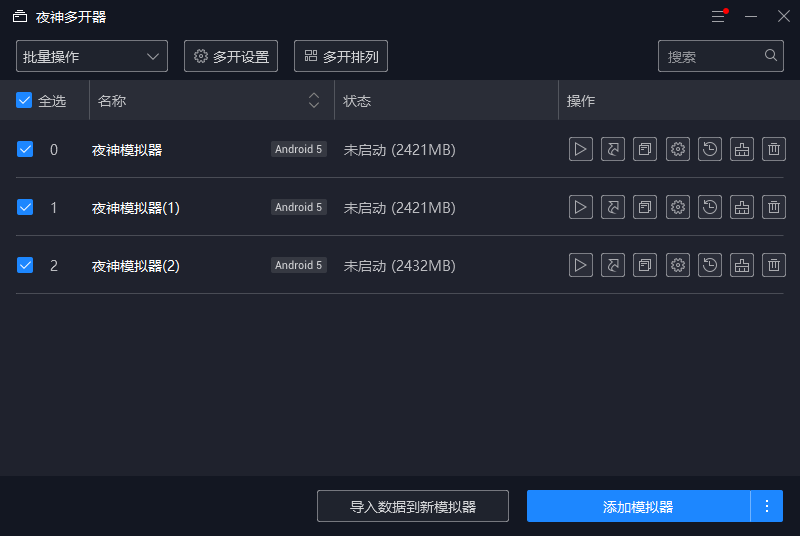 夜神多开器
批量操作 多开设置 多开排列 搜索
全选 名称 状态 操作
0 夜神模拟器 Android 5 未启动 (2421MB)
1 夜神模拟器(1) Android 5 未启动 (2421MB)
2 夜神模拟器(2) Android 5 未启动 (2432MB)
导入数据到新模拟器 添加模拟器